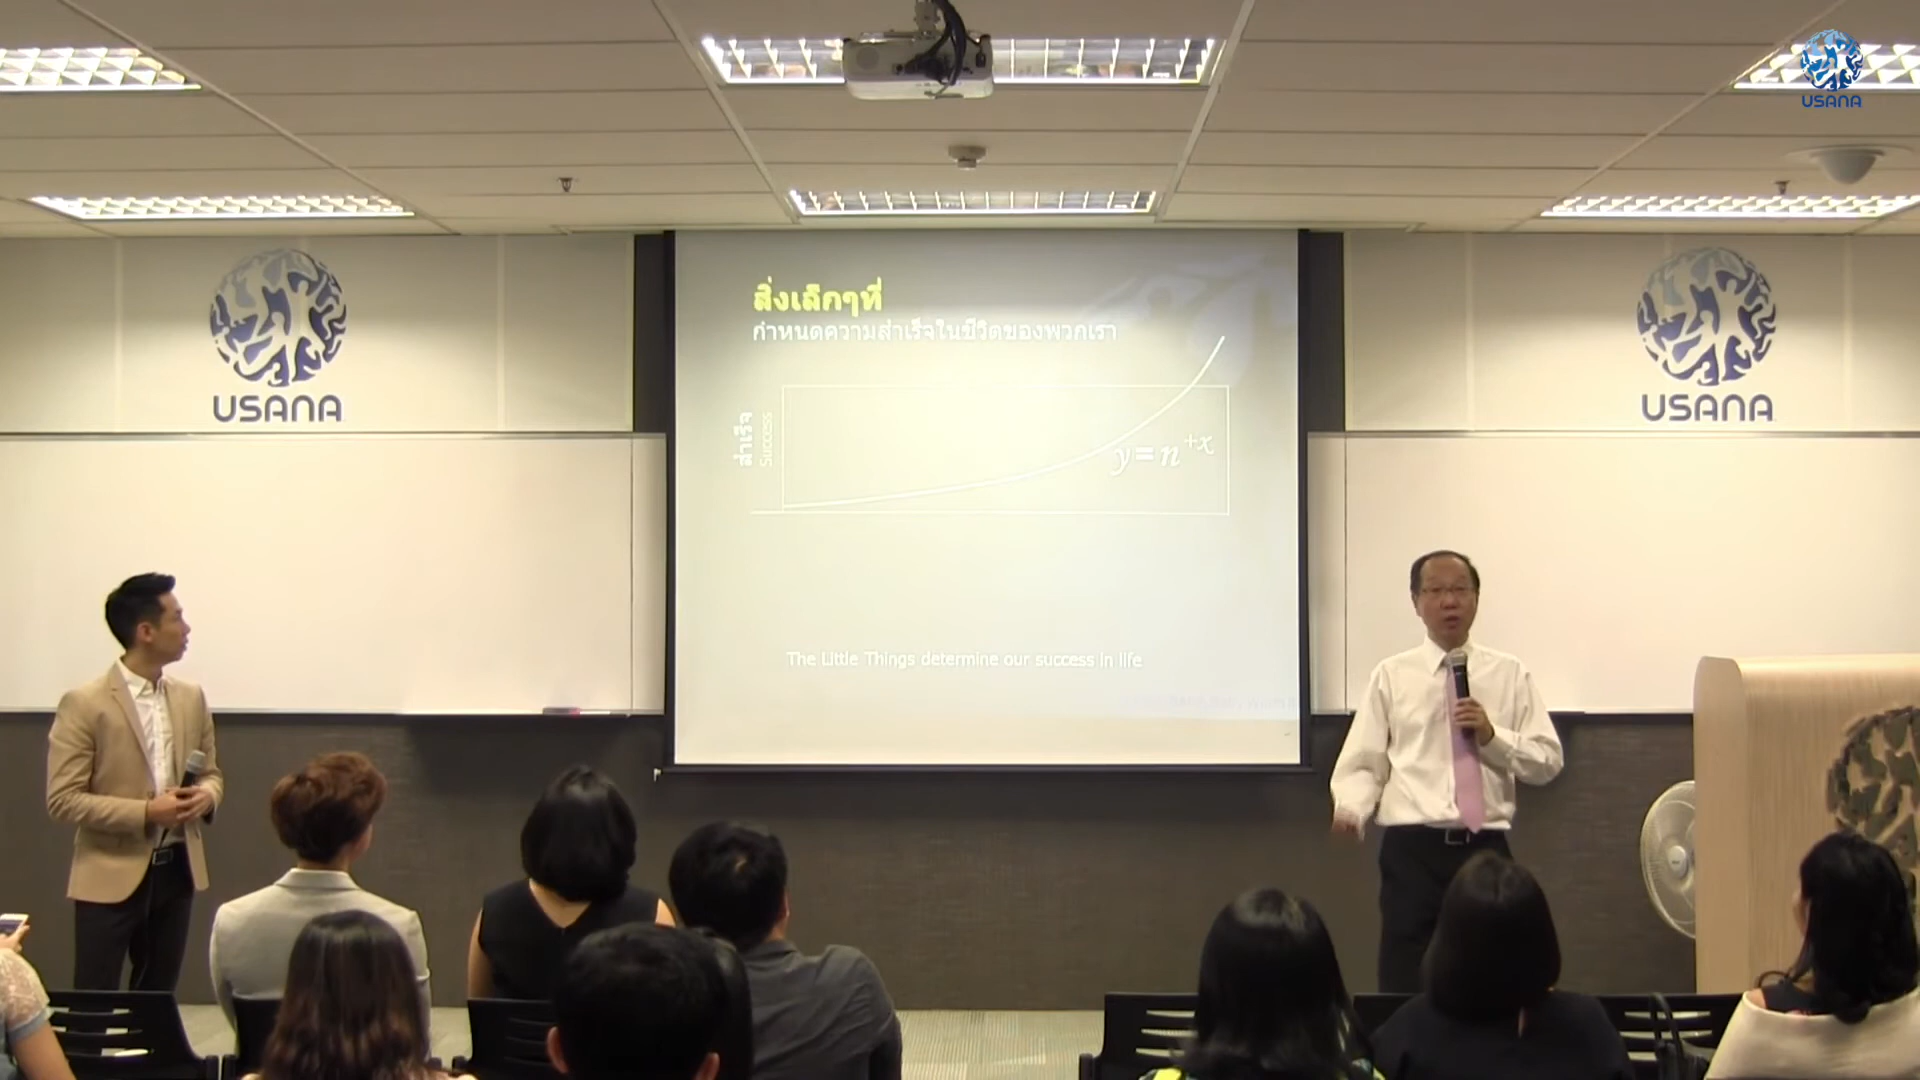 USANA
USANA
USANA
สิ่งเล็กๆที่
กำหนดความสำเร็จในชีวิตของพวกเรา
สำเร็จ
Success
y = n+x
The Little Things determine our success in life